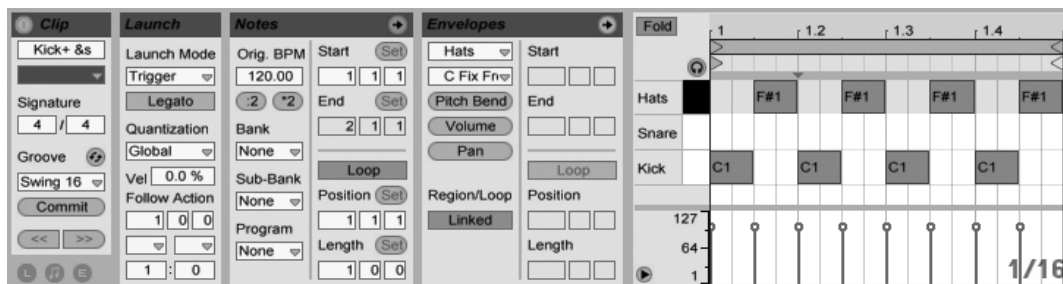 Clip
Kick+ &s
Signature
4 / 4
Groove
Swing 16
Commit
<< >>
L E
Launch
Launch Mode
Trigger
Legato
Quantization
Global
Vel 0.0 %
Follow Action
1 0 0
1 : 0
Notes
Orig. BPM
120.00
:2 *2
Bank
None
Sub-Bank
None
Program
None
Start Set
1 1 1
End Set
2 1 1
Loop
Position Set
1 1 1
Length Set
1 0 0
Envelopes
Hats
C Fix Fr
Pitch Bend
Volume
Pan
Region/Loop
Linked
Start
End
Loop
Position
Length
Fold
1 1.2 1.3 1.4
Hats F#1 F#1 F#1 F#1
Snare
Kick C1 C1 C1 C1
127
64
1
1/16